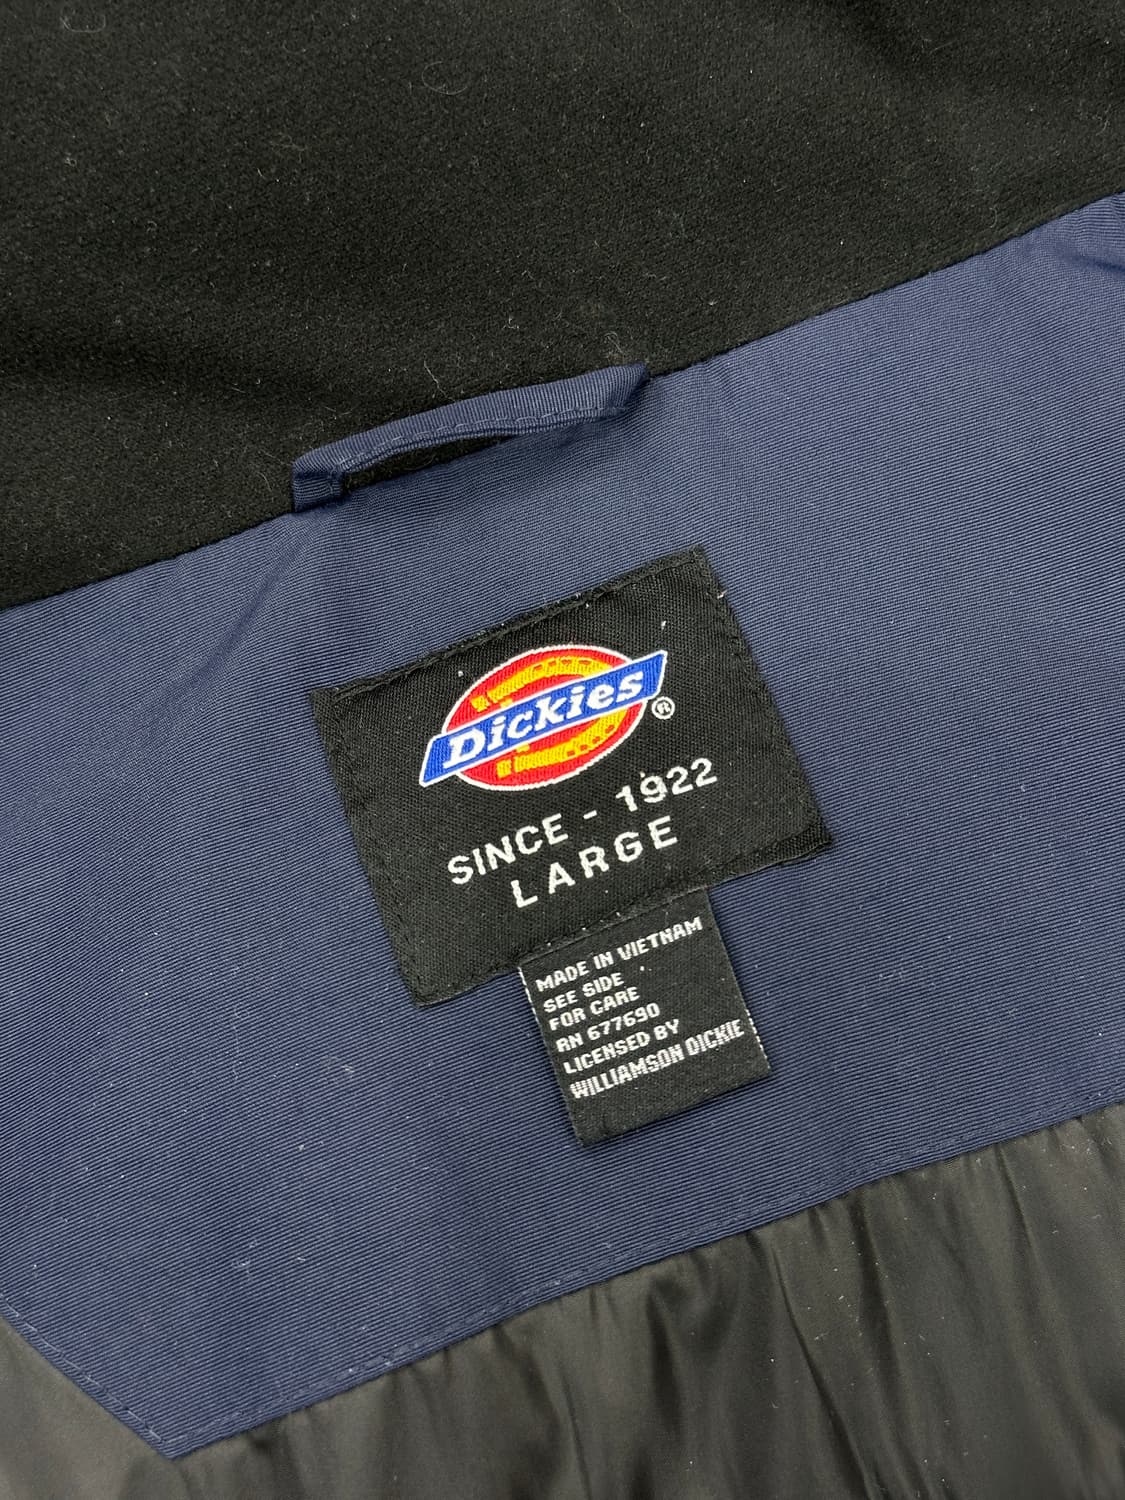 Dickies®
SINCE - 1922
LARGE
MADE IN VIETNAM
SEE SIDE
FOR CARE
RN 677690
LICENSED BY
WILLIAMSON DICKIE